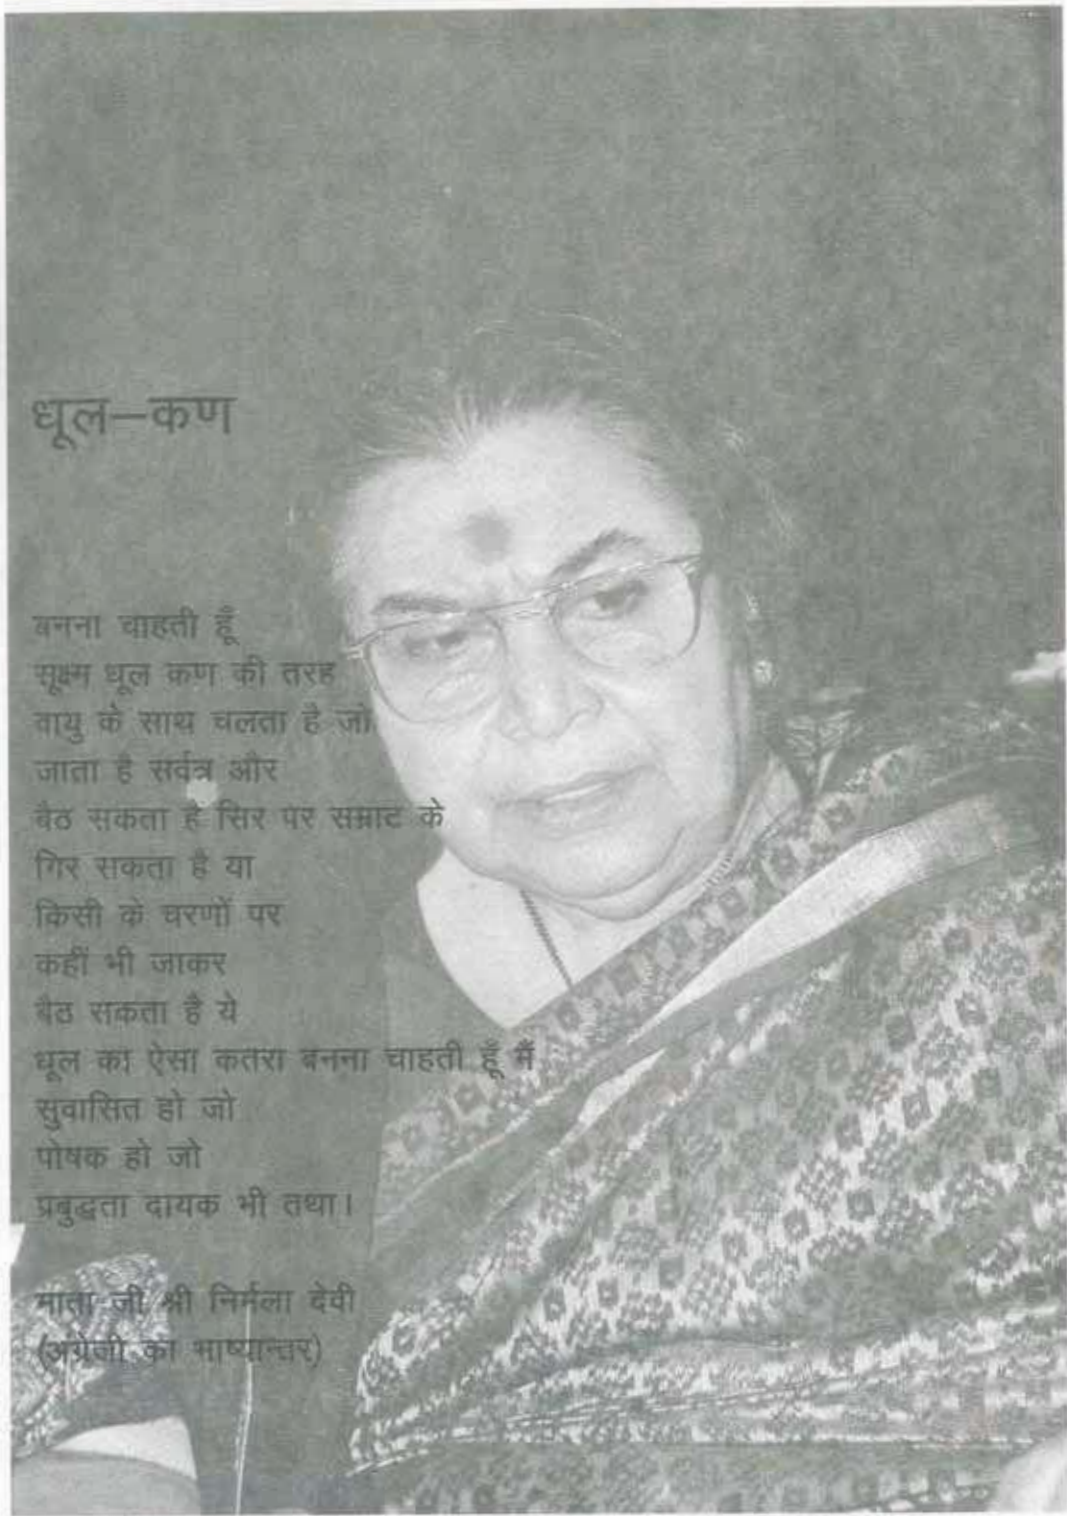 धूल–कण
बनना चाहती हूँ
सूक्ष्म धूल कण की तरह
वायु के साथ चलता है जो
जाता है सर्वत्र और
बैठ सकता है सिर पर सम्राट के
गिर सकता है या
किसी के चरणों पर
कहीं भी जाकर
बैठ सकता है ये
धूल का ऐसा कतरा बनना चाहती हूँ मैं
सुवासित हो जो
पोषक हो जो
प्रबुद्धता दायक भी तथा।
माता जी श्री निर्मला देवी
(अंग्रेजी का भाष्यान्तर)